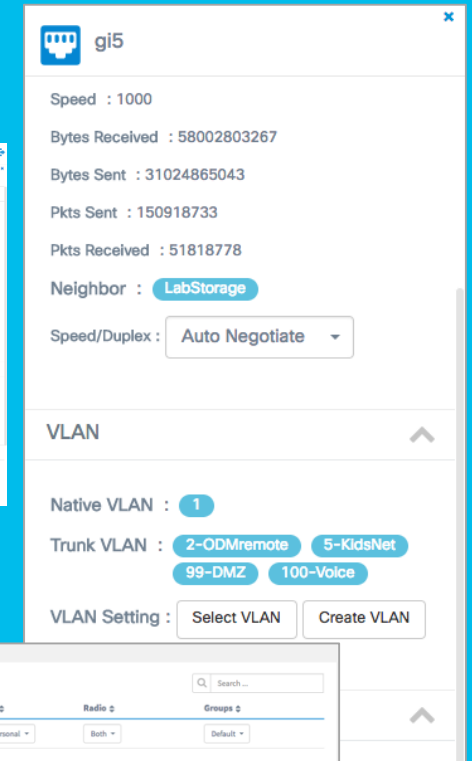 gi5
Speed : 1000
Bytes Received : 58002803267
Bytes Sent : 31024865043
Pkts Sent : 150918733
Pkts Received : 51818778
Neighbor : LabStorage
Speed/Duplex : Auto Negotiate
VLAN
Native VLAN : 1
Trunk VLAN : 2-ODMremote 5-KidsNet
99-DMZ 100-Voice
VLAN Setting : Select VLAN Create VLAN
Search ...
Radio Groups
Both Default